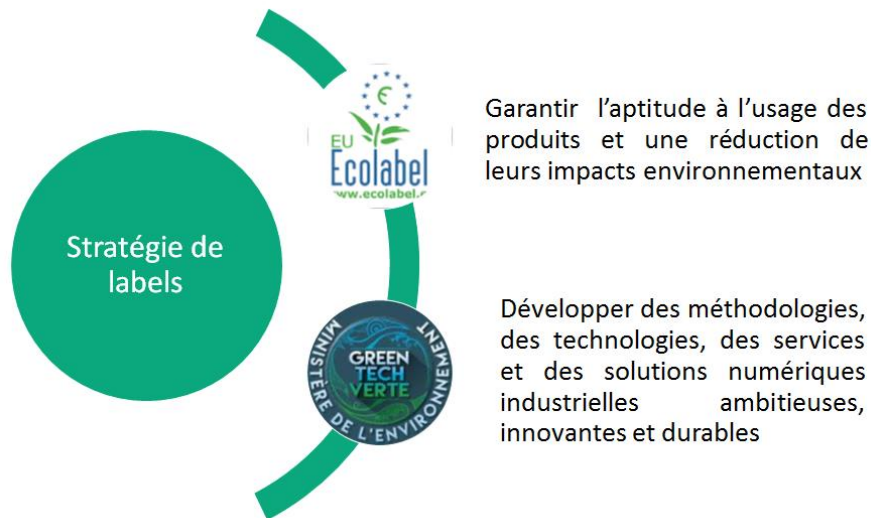 Stratégie de
labels
EU
Ecolabel
www.ecolabel.e
Garantir l’aptitude à l’usage des
produits et une réduction de
leurs impacts environnementaux
MINISTÈRE DE L'ENVIRONNEMENT
GREEN
TECH
VERTE
Développer des méthodologies,
des technologies, des services
et des solutions numériques
industrielles ambitieuses,
innovantes et durables